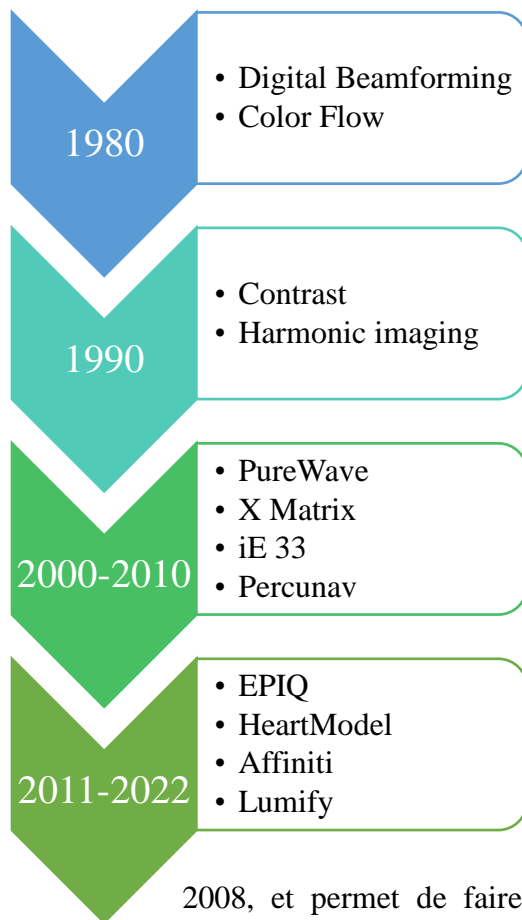 1980
• Digital Beamforming
• Color Flow
1990
• Contrast
• Harmonic imaging
2000-2010
• PureWave
• X Matrix
• iE 33
• Percunav
2011-2022
• EPIQ
• HeartModel
• Affiniti
• Lumify
2008, et permet de faire